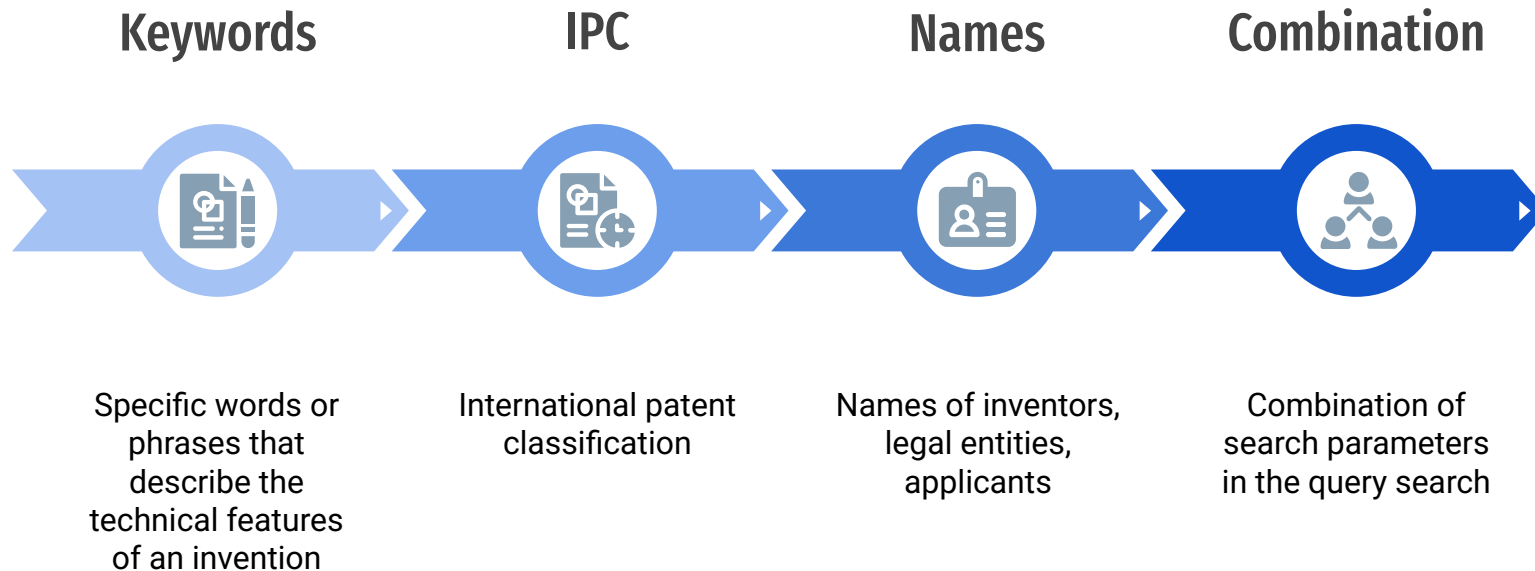 Keywords
IPC
Names
Combination
Specific words or
phrases that
describe the
technical features
of an invention
International patent
classification
Names of inventors,
legal entities,
applicants
Combination of
search parameters
in the query search